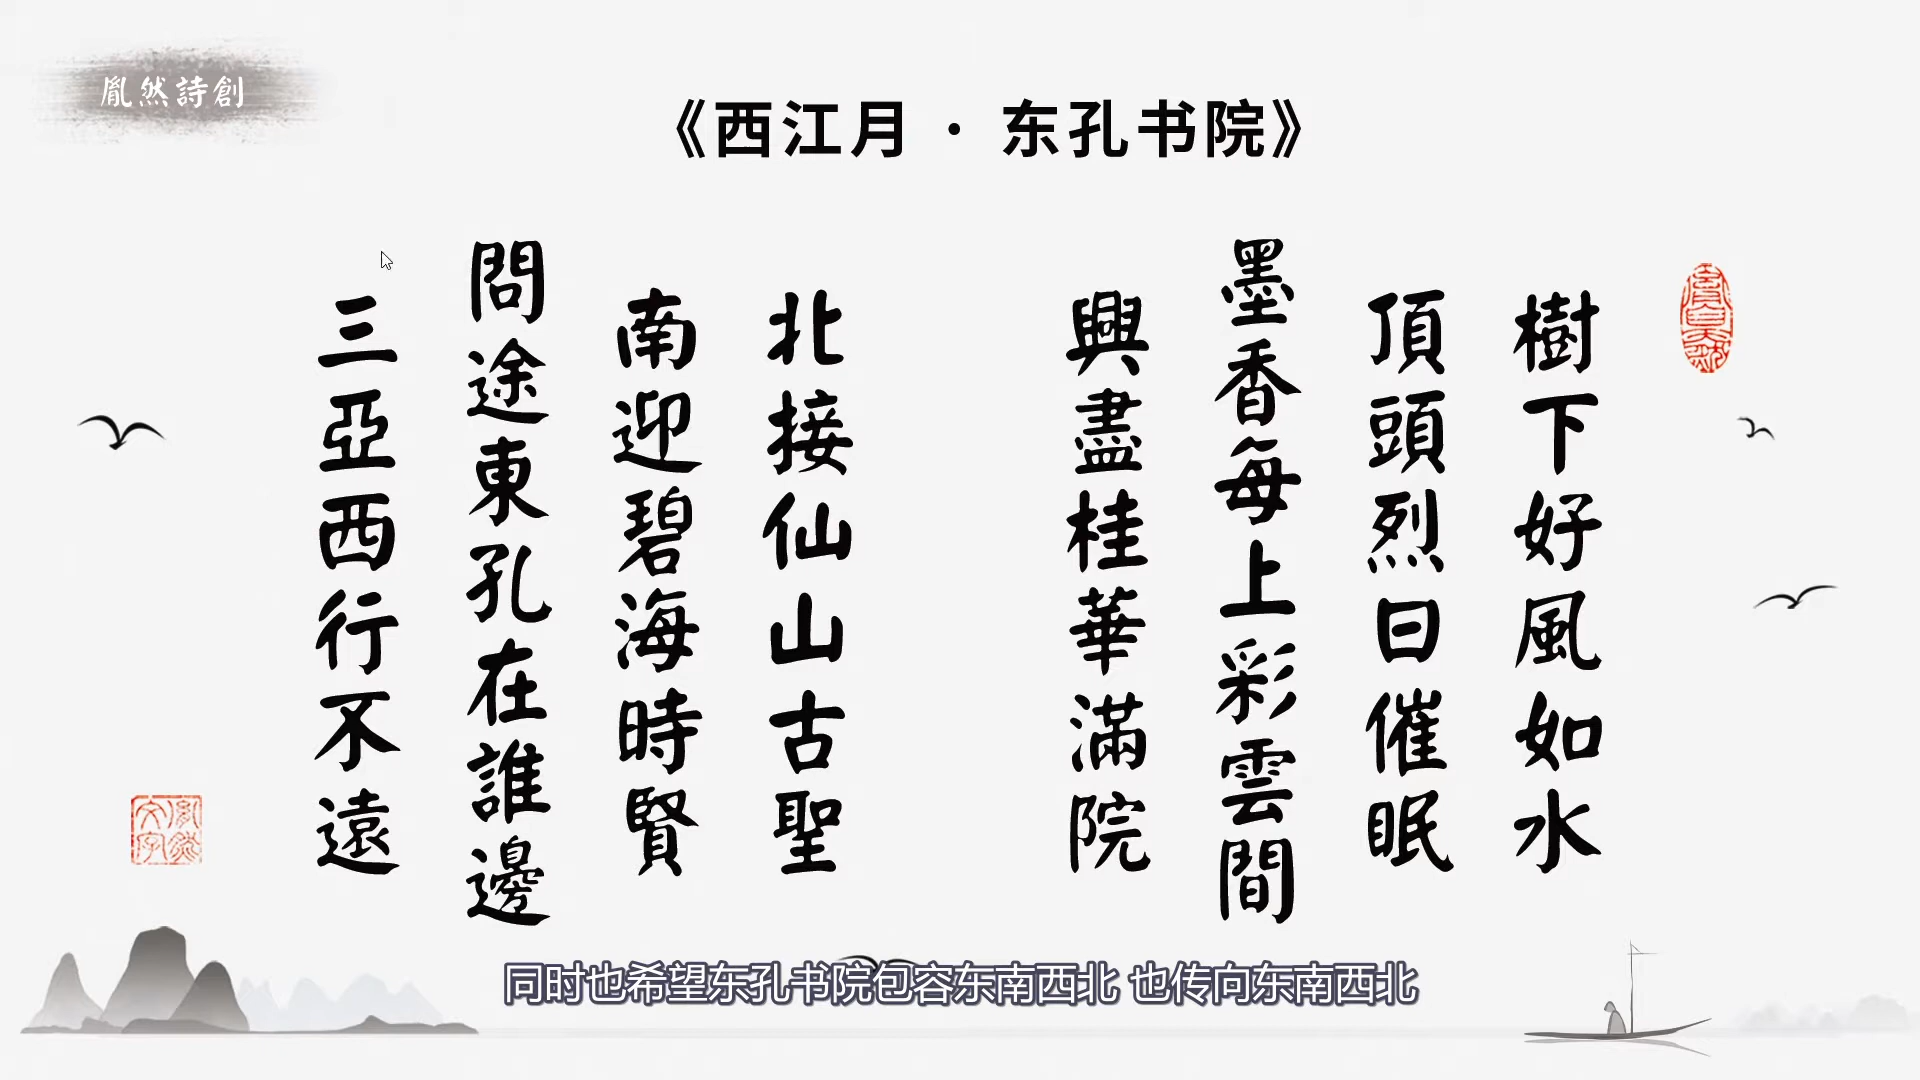 胤然詩創
《西江月 · 东孔书院》
樹下好風如水
頂頭烈日催眠
墨香每上彩雲間
興盡桂華滿院
北接仙山古聖
南迎碧海時賢
問途東孔在誰邊
三亞西行不遠
同时也希望东孔书院包容东南西北 也传向东南西北